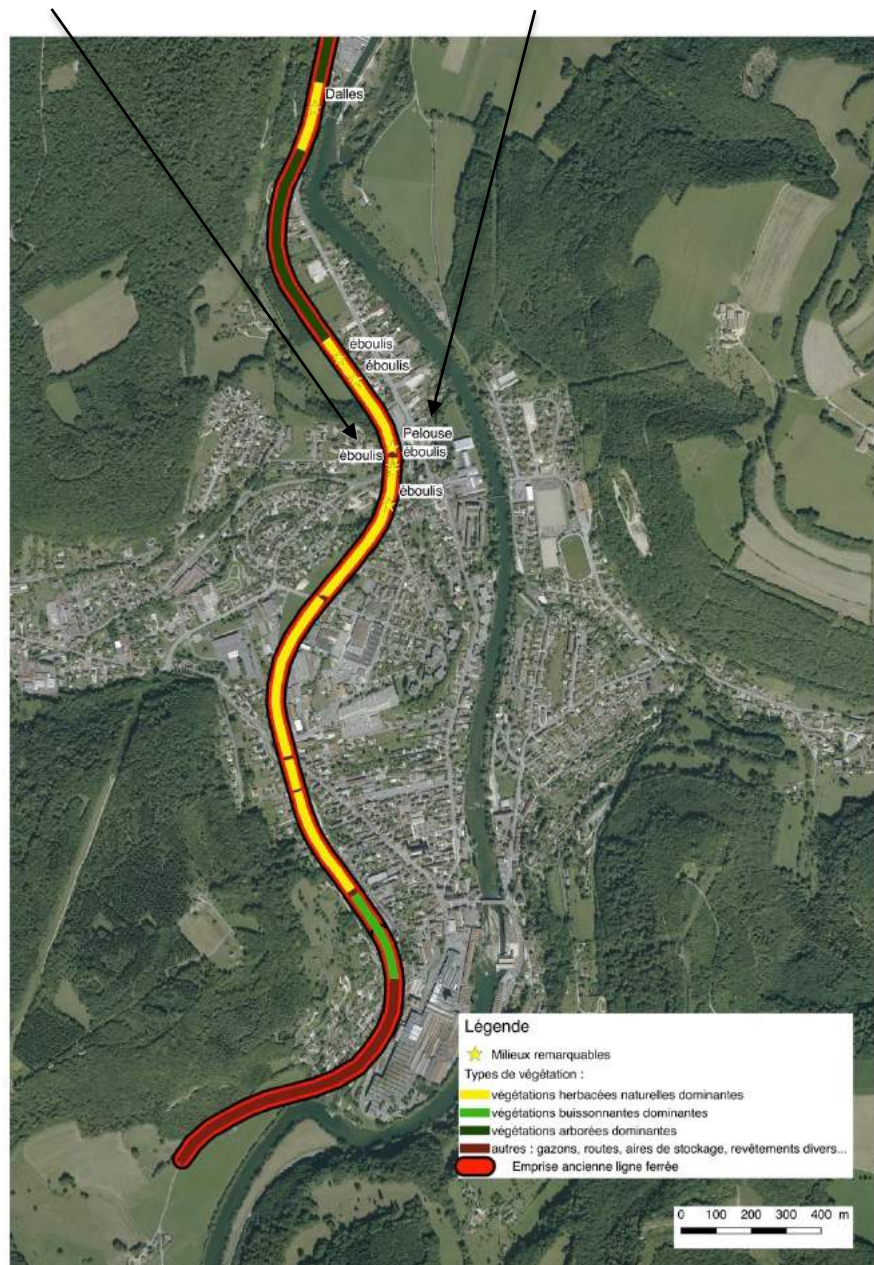 Dalles
éboulis
éboulis
Pelouse
éboulis
éboulis
éboulis
Légende
Milieux remarquables
Types de végétation :
végétations herbacées naturelles dominantes
végétations buissonnantes dominantes
végétations arborées dominantes
autres : gazons, routes, aires de stockage, revêtements divers...
Emprise ancienne ligne ferrée
0 100 200 300 400 m